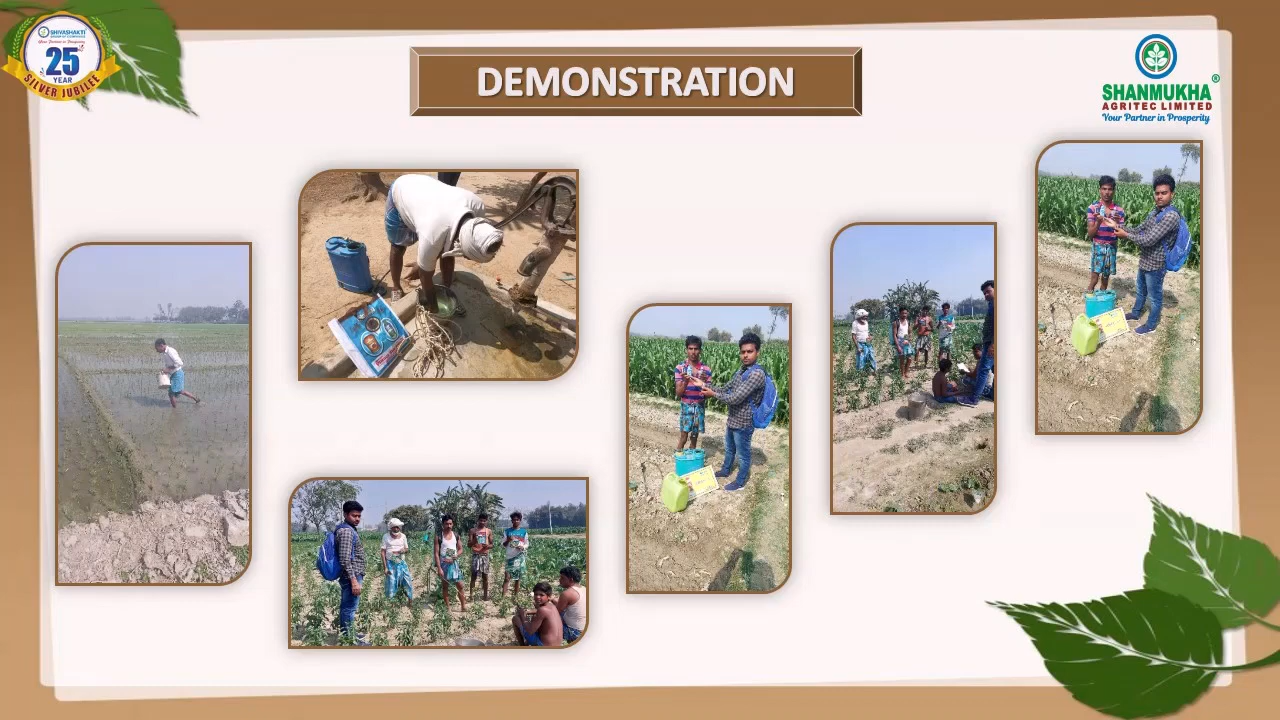 SHIVASHAKTI
25
YEAR
SILVER JUBILEE
DEMONSTRATION
SHANMUKHA®
AGRITEC LIMITED
Your Partner in Prosperity